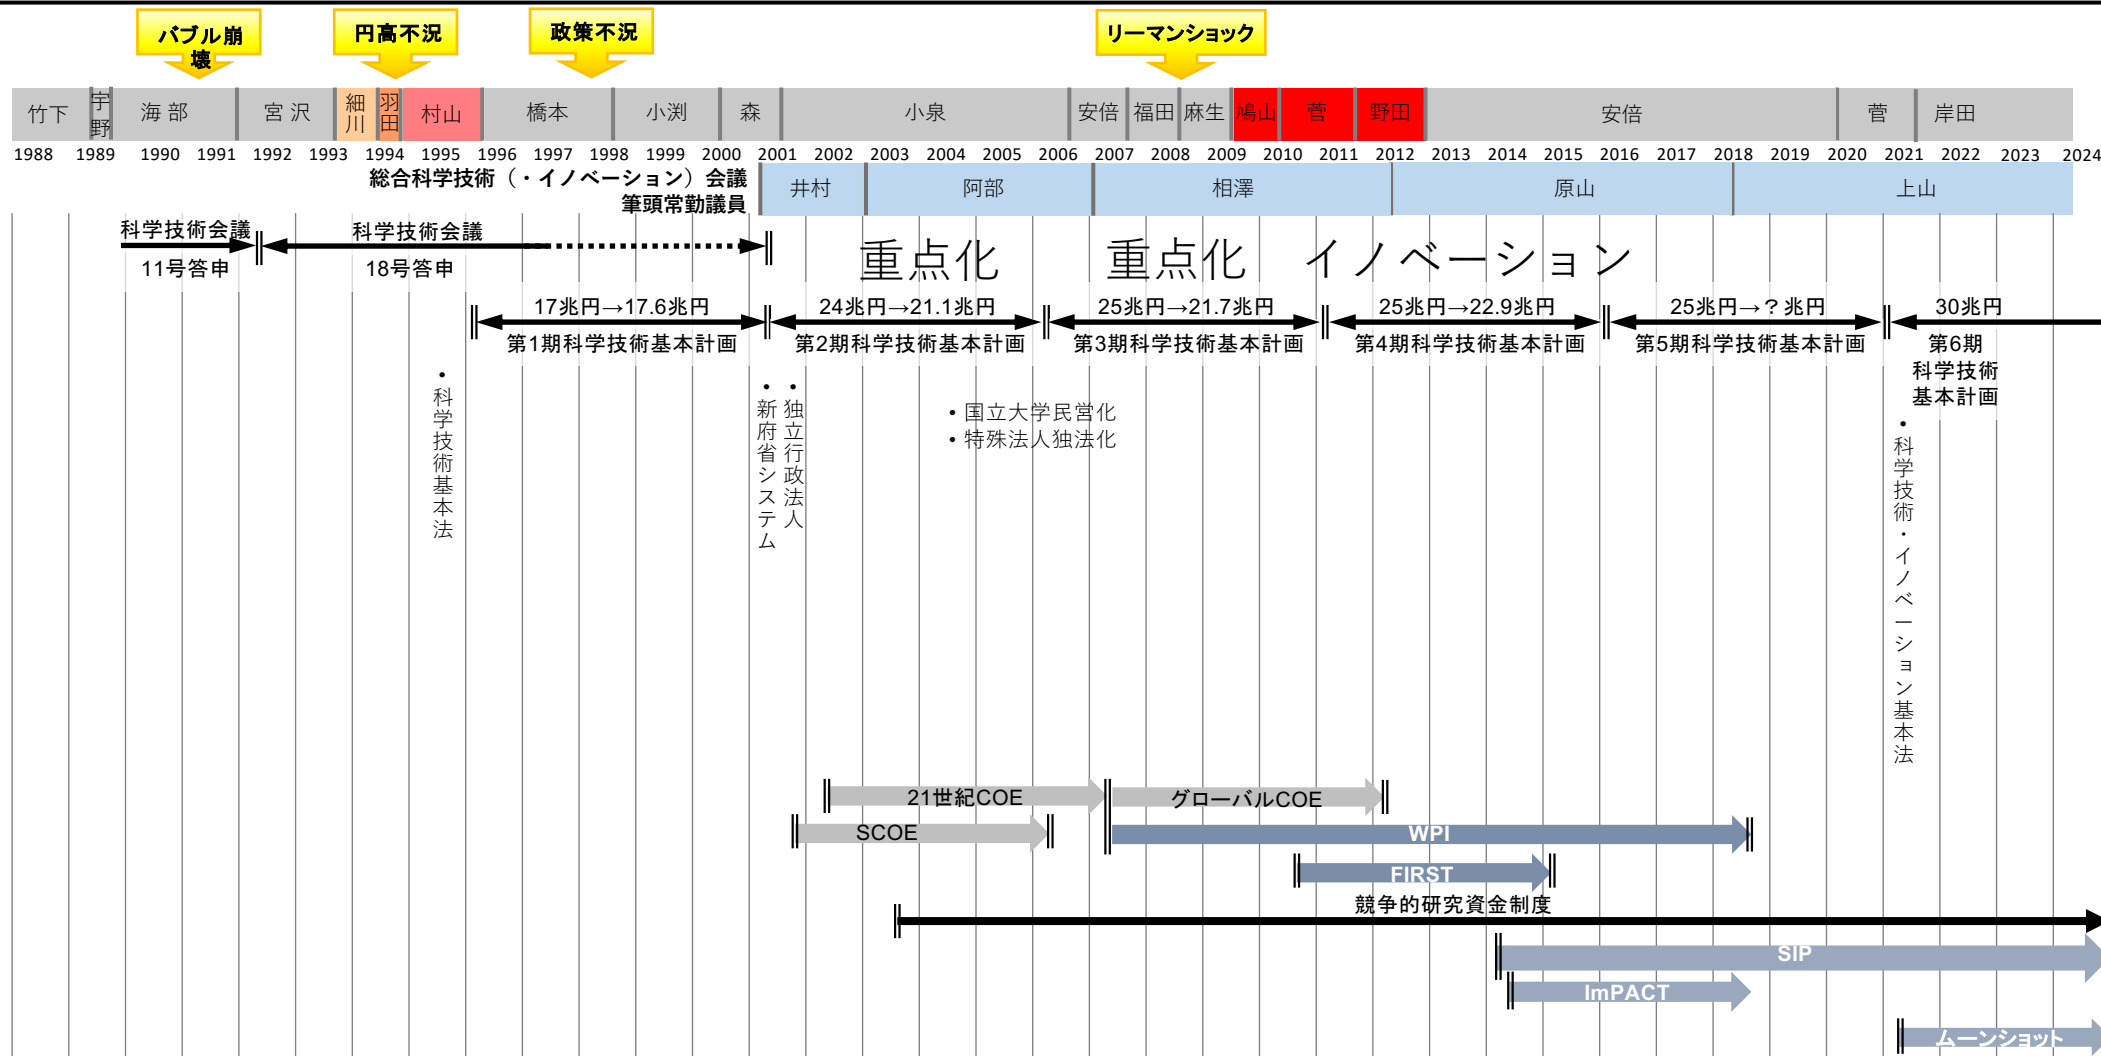 バブル崩
壊
円高不況
政策不況
リーマンショック
竹下
宇野
海部
宮沢
細川
羽田
村山
橋本
小渕
森
小泉
安倍
福田
麻生
鳩山
菅
野田
安倍
菅
岸田
1988 1989 1990 1991 1992 1993 1994 1995 1996 1997 1998 1999 2000 2001 2002 2003 2004 2005 2006 2007 2008 2009 2010 2011 2012 2013 2014 2015 2016 2017 2018 2019 2020 2021 2022 2023 2024
総合科学技術（・イノベーション）会議
筆頭常勤議員
井村
阿部
相澤
原山
上山
科学技術会議
11号答申
科学技術会議
18号答申
重点化
重点化
イノベーション
17兆円→17.6兆円
第1期科学技術基本計画
24兆円→21.1兆円
第2期科学技術基本計画
25兆円→21.7兆円
第3期科学技術基本計画
25兆円→22.9兆円
第4期科学技術基本計画
25兆円→？兆円
第5期科学技術基本計画
30兆円
第6期
科学技術
基本計画
・科学技術基本法
・独立行政法人
・新府省システム
・国立大学民営化
・特殊法人独法化
・科学技術・イノベーション基本法
21世紀COE
グローバルCOE
SCOE
WPI
FIRST
競争的研究資金制度
SIP
ImPACT
ムーンショット